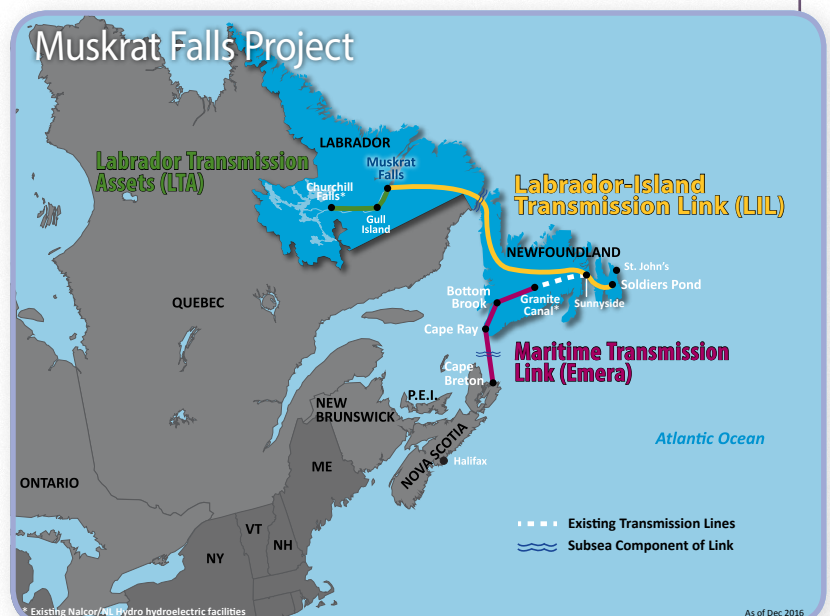 Muskrat Falls Project
LABRADOR
Labrador Transmission
Assets (LTA)
Muskrat
Falls
Churchill
Falls*
Gull
Island
Labrador-Island
Transmission Link (LIL)
NEWFOUNDLAND
St. John's
Soldiers Pond
Sunnyside
Granite
Canal*
Bottom
Brook
QUEBEC
Cape Ray
Maritime Transmission
Link (Emera)
Cape
Breton
P.E.I.
NEW
BRUNSWICK
NOVA SCOTIA
Halifax
Atlantic Ocean
ME
ONTARIO
VT
NH
NY
Existing Transmission Lines
Subsea Component of Link
* Existing Nalcor/NL Hydro hydroelectric facilities
As of Dec 2016